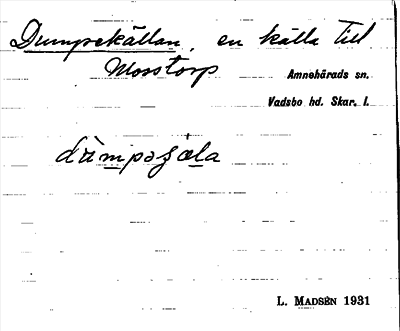 Dumpekällan, en källa till
Mosstorp
Amnehärads sn.
Vadsbo hd. Skar. l.
L. MADSÉN 1931